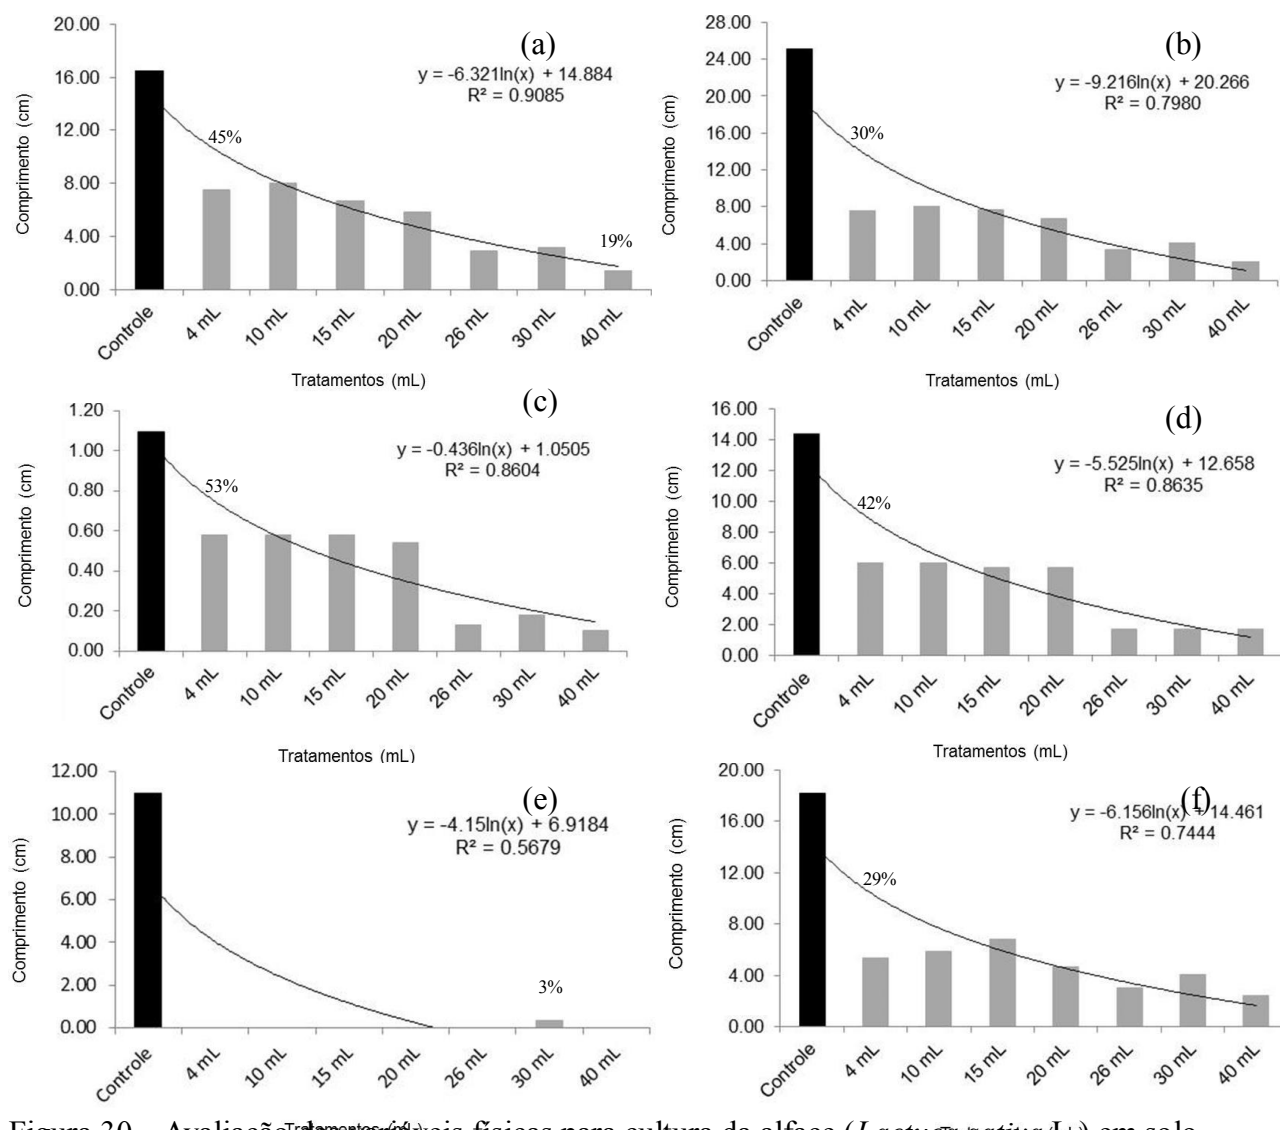 (a)
y = -6.321ln(x) + 14.884
R² = 0.9085
Comprimento (cm)
20.00
16.00
12.00
8.00
4.00
0.00
45%
19%
Controle
4 mL
10 mL
15 mL
20 mL
26 mL
30 mL
40 mL
Tratamentos (mL)
(b)
y = -9.216ln(x) + 20.266
R² = 0.7980
Comprimento (cm)
28.00
24.00
20.00
16.00
12.00
8.00
4.00
0.00
30%
Controle
4 mL
10 mL
15 mL
20 mL
26 mL
30 mL
40 mL
Tratamentos (mL)
(c)
y = -0.436ln(x) + 1.0505
R² = 0.8604
Comprimento (cm)
1.20
1.00
0.80
0.60
0.40
0.20
0.00
53%
Controle
4 mL
10 mL
15 mL
20 mL
26 mL
30 mL
40 mL
Tratamentos (mL)
(d)
y = -5.525ln(x) + 12.658
R² = 0.8635
Comprimento (cm)
16.00
14.00
12.00
10.00
8.00
6.00
4.00
2.00
0.00
42%
Controle
4 mL
10 mL
15 mL
20 mL
26 mL
30 mL
40 mL
Tratamentos (mL)
(e)
y = -4.15ln(x) + 6.9184
R² = 0.5679
Comprimento (cm)
12.00
10.00
8.00
6.00
4.00
2.00
0.00
3%
Controle
4 mL
10 mL
15 mL
20 mL
26 mL
30 mL
40 mL
(f)
y = -6.156ln(x) + 14.461
R² = 0.7444
Comprimento (cm)
20.00
16.00
12.00
8.00
4.00
0.00
29%
Controle
4 mL
10 mL
15 mL
20 mL
26 mL
30 mL
40 mL
Figura 30 – Avaliação das variáveis físicas para cultura da alface (Lactuca sativa L.) em solo